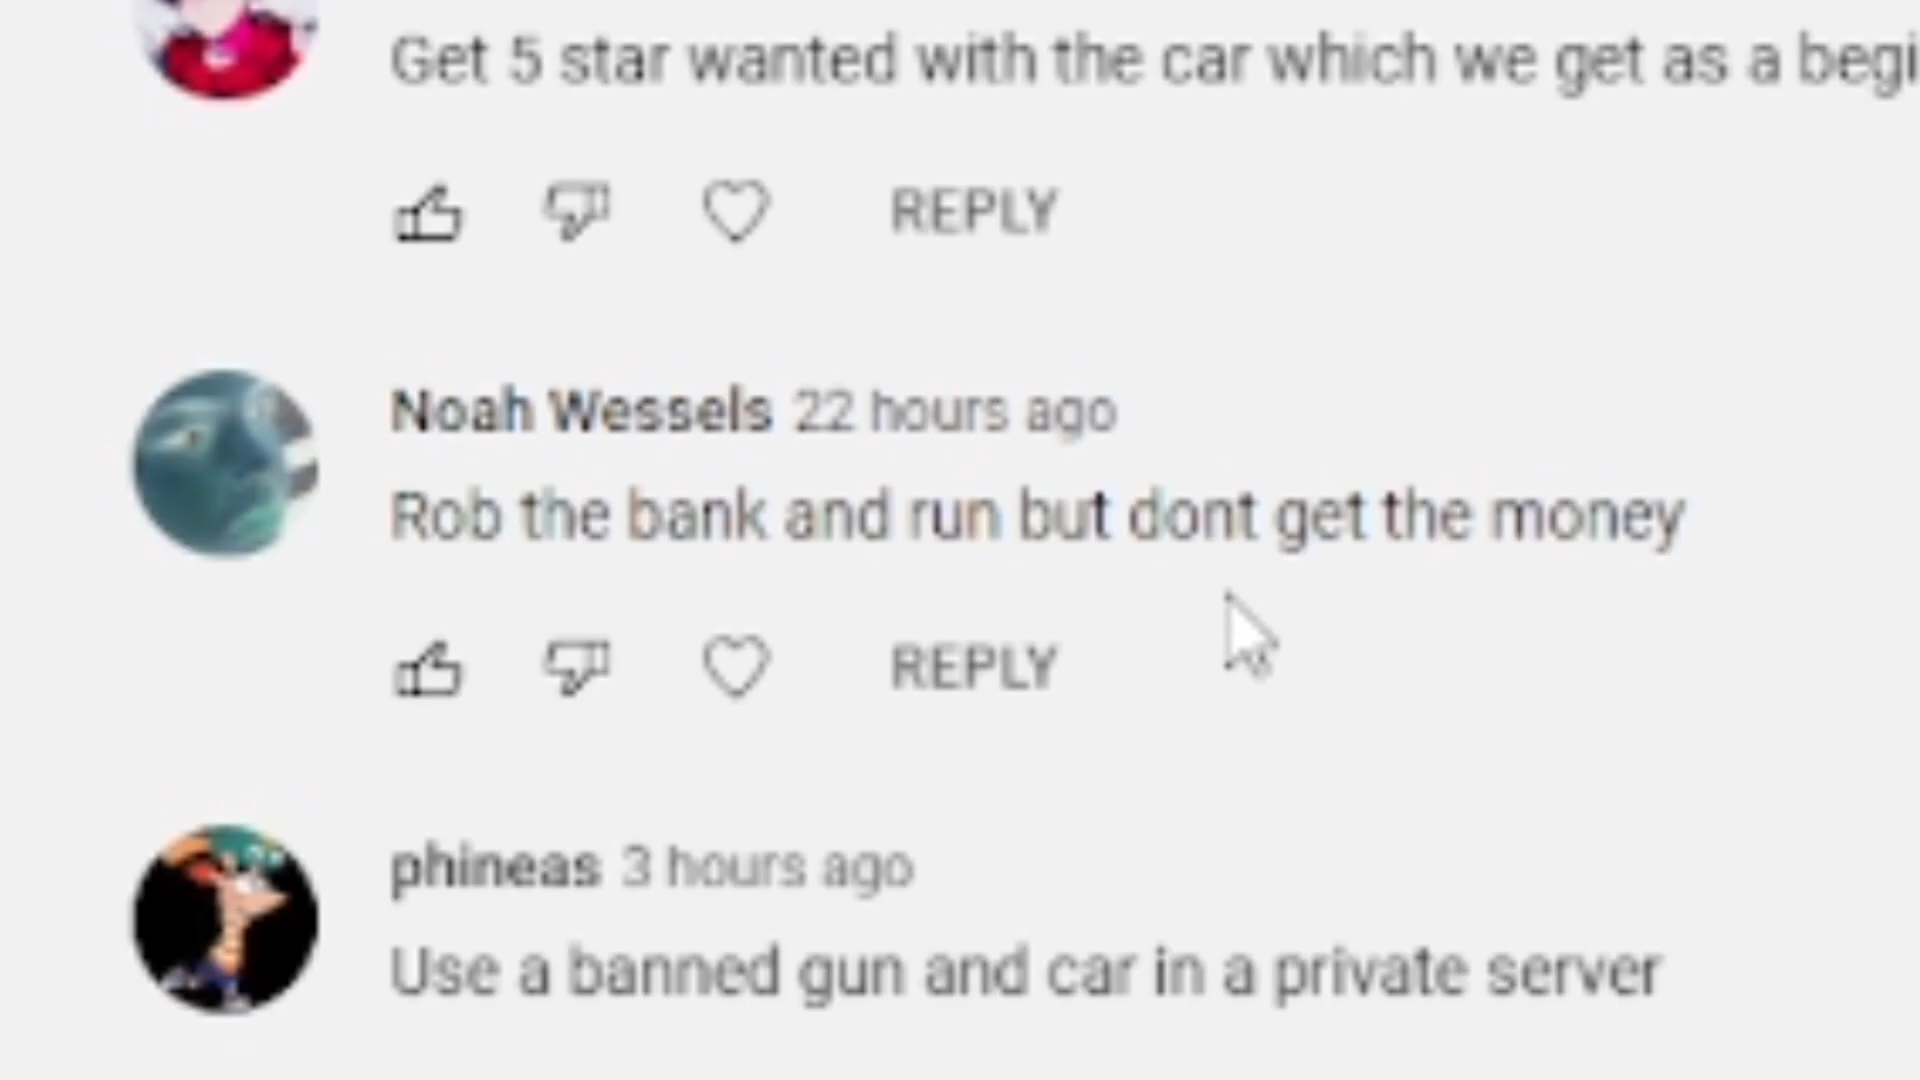 Get 5 star wanted with the car which we get as a begi
REPLY
Noah Wessels 22 hours ago
Rob the bank and run but dont get the money
REPLY
phineas 3 hours ago
Use a banned gun and car in a private server